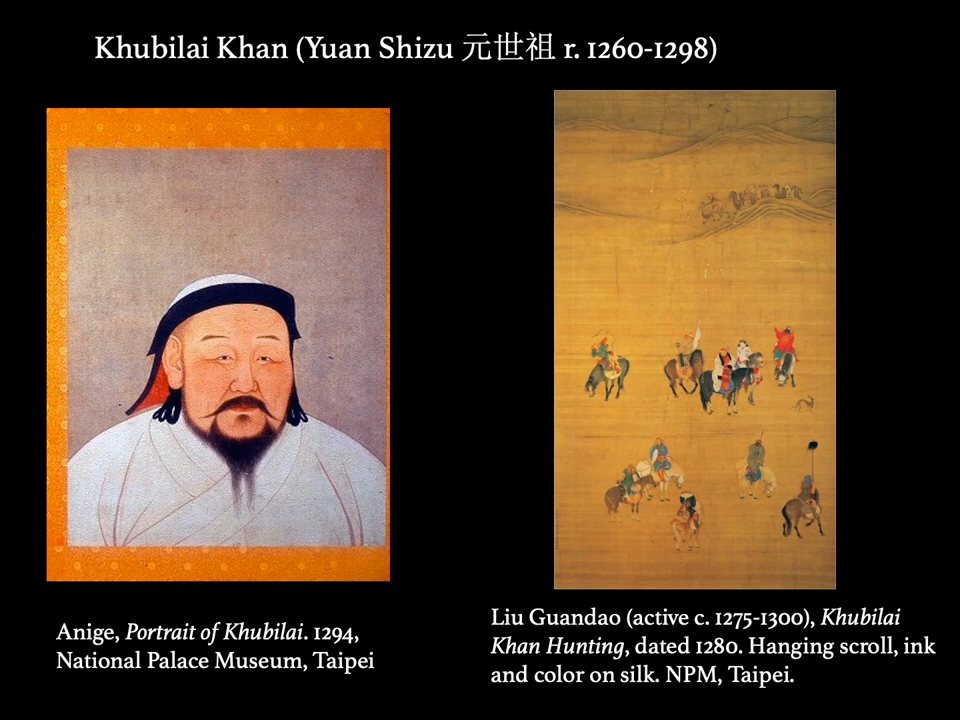 Khubilai Khan (Yuan Shizu 元世祖 r. 1260-1298)
Anige, Portrait of Khubilai. 1294,
National Palace Museum, Taipei
Liu Guandao (active c. 1275-1300), Khubilai
Khan Hunting, dated 1280. Hanging scroll, ink
and color on silk. NPM, Taipei.